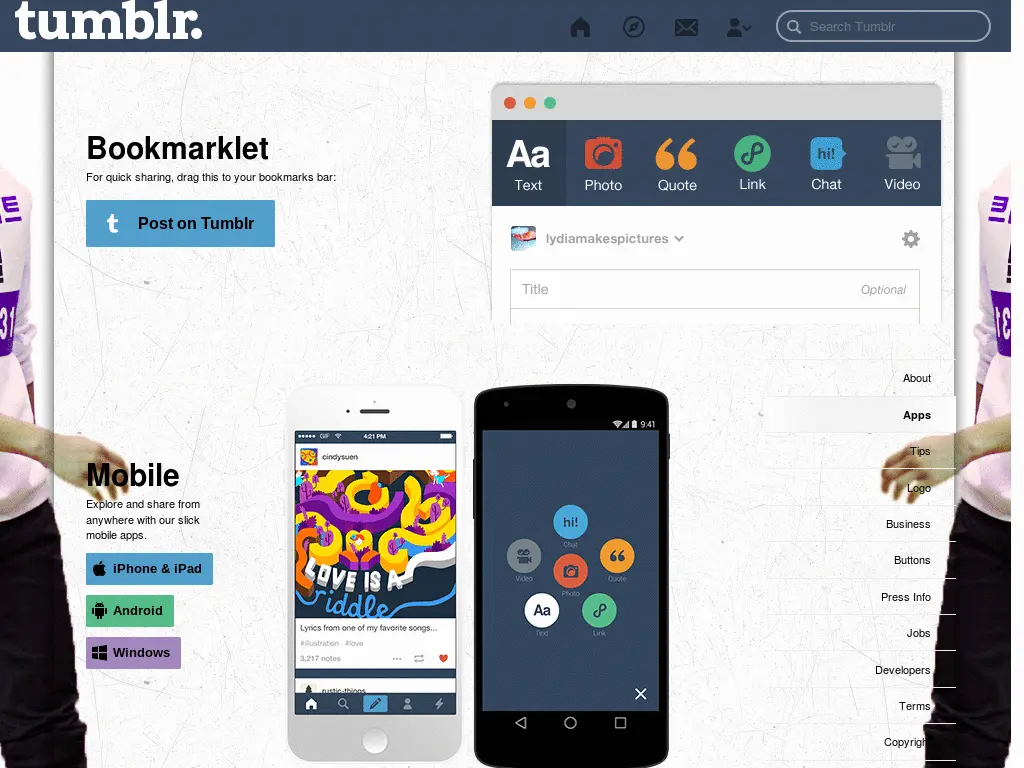 tumblr.
Search Tumblr
Bookmarklet
For quick sharing, drag this to your bookmarks bar:
t Post on Tumblr
Aa
hi!
Text
Photo
Quote
Link
Chat
Video
lydiamakespictures
Title
Optional
About
Apps
Tips
Logo
Business
Buttons
Press Info
Jobs
Developers
Terms
Copyright
Mobile
Explore and share from
anywhere with our slick
mobile apps.
iPhone & iPad
Android
Windows
GIF
4:21 PM
cindysuen
LOVE IS A
riddle
Lyrics from one of my favorite songs...
#illustration #love
3,217 notes
rustic-things
9:41
hi!
Chat
Video
Quote
Photo
Aa
Text
Link
31
31